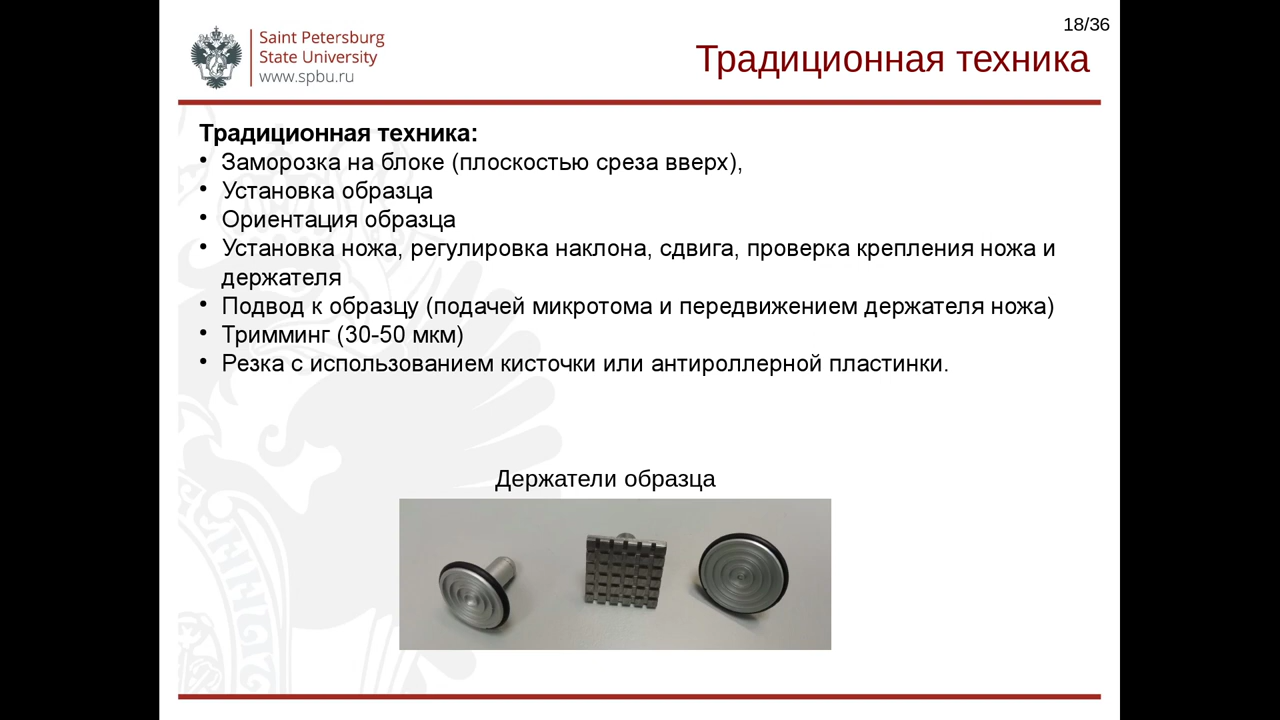 18/36
Saint Petersburg
State University
www.spbu.ru
Традиционная техника
Традиционная техника:
• Заморозка на блоке (плоскостью среза вверх),
• Установка образца
• Ориентация образца
• Установка ножа, регулировка наклона, сдвига, проверка крепления ножа и
держателя
• Подвод к образцу (подачей микротома и передвижением держателя ножа)
• Тримминг (30-50 мкм)
• Резка с использованием кисточки или антироллерной пластинки.
Держатели образца